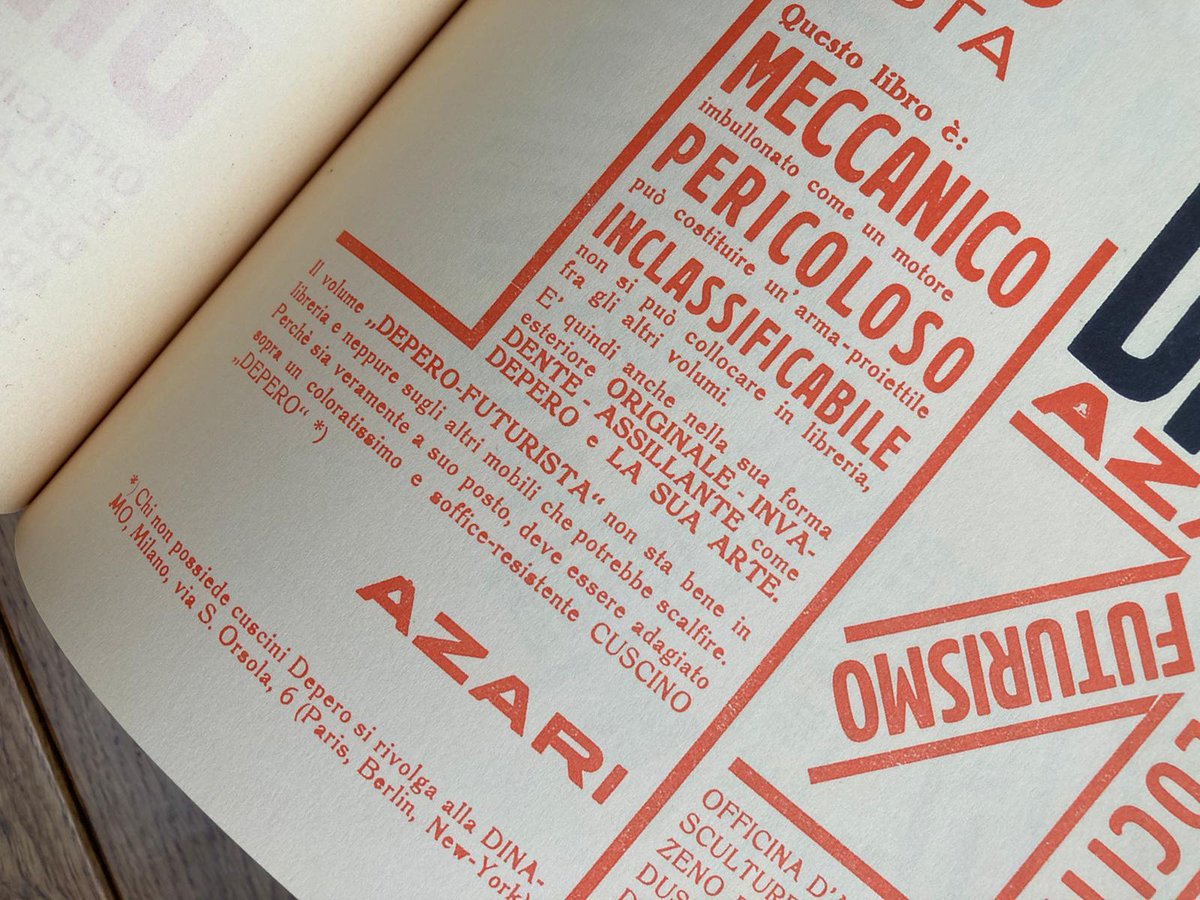 STA
Questo libro è:
MECCANICO
imbullonato come un motore
PERICOLOSO
può costituire un'arma-proiettile
INCLASSIFICABILE
non si può collocare in libreria,
fra gli altri volumi.
E' quindi anche nella sua forma
esteriore ORIGINALE - INVA-
DENTE - ASSILLANTE come
DEPERO e LA SUA ARTE.
Il volume „DEPERO-FUTURISTA“ non sta bene in
libreria e neppure sugli altri mobili che potrebbe scalfire.
Perchè sia veramente a suo posto, deve essere adagiato
sopra un coloratissimo e soffice-resistente CUSCINO
„DEPERO“ *)
AZARI
*) Chi non possiede cuscini Depero si rivolga alla DINA-
MO, Milano, via S. Orsola, 6 (Paris, Berlin, New-York)
AZA
FUTURISMO
OCI
OFFICINA D'
SCULTURE
ZENO
DUS